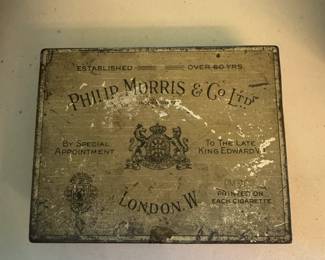 ESTABLISHED OVER 60 YRS.
PHILIP MORRIS & CO LTD
BY SPECIAL APPOINTMENT
TO THE LATE KING EDWARD VII
LONDON. W.
PRINTED ON
EACH CIGARETTE